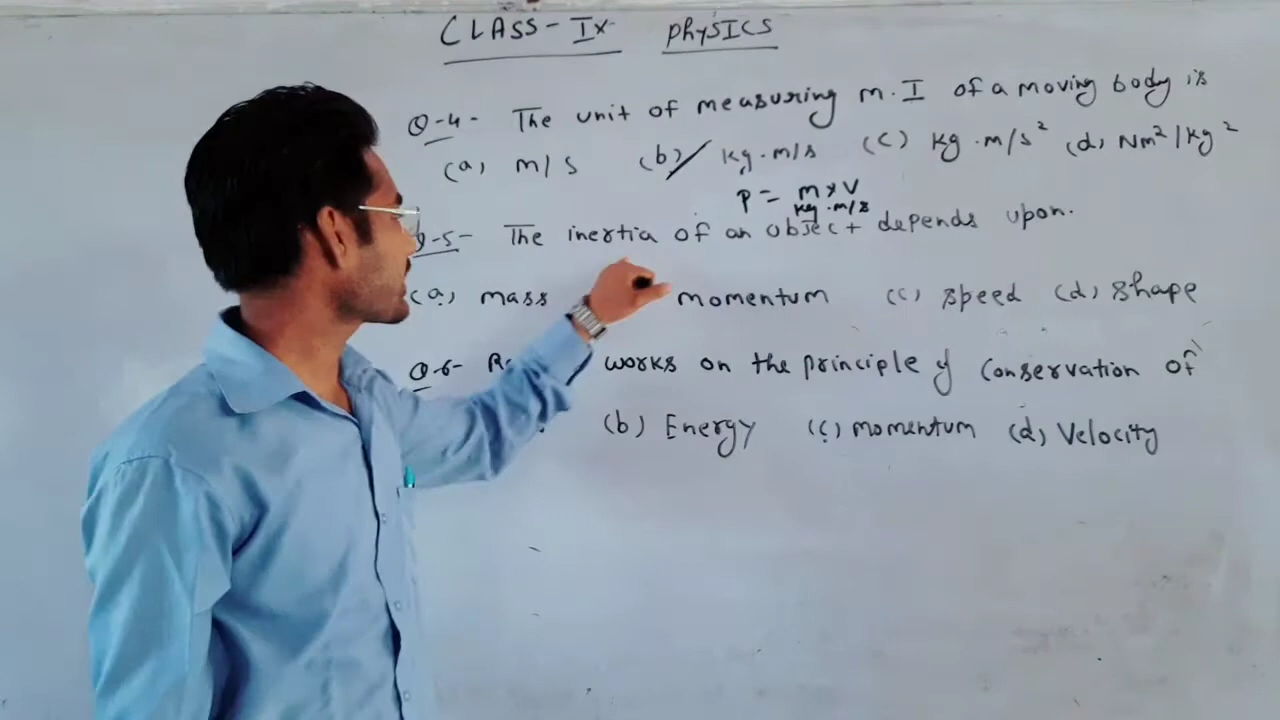 CLASS-IX PHYSICS
Q-4- The unit of measuring m.I of a moving body is
(a) m/s (b) kg.m/s (c) kg.m/s² (d) Nm²/kg²
P = m×v
kg.m/s
Q-5- The inertia of an object depends upon.
(a) mass momentum (c) speed (d) shape
Q-6- works on the principle of conservation of
(b) Energy (c) momentum (d) Velocity